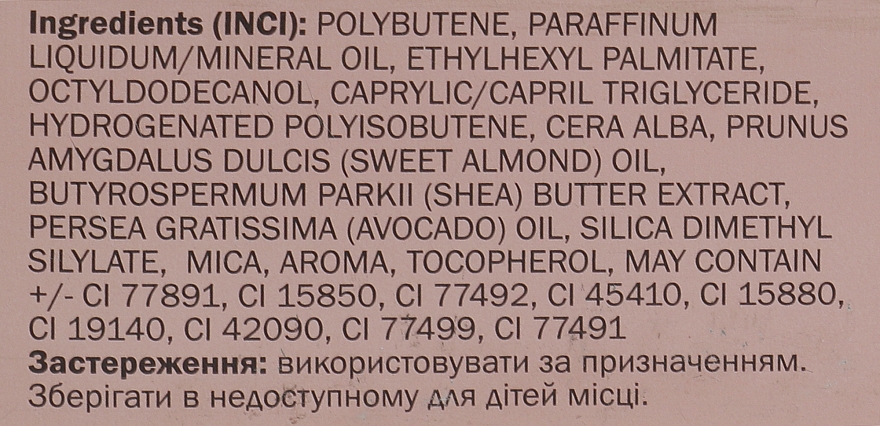 Ingredients (INCI): POLYBUTENE, PARAFFINUM
LIQUIDUM/MINERAL OIL, ETHYLHEXYL PALMITATE,
OCTYLDODECANOL, CAPRYLIC/CAPRIL TRIGLYCERIDE,
HYDROGENATED POLYISOBUTENE, CERA ALBA, PRUNUS
AMYGDALUS DULCIS (SWEET ALMOND) OIL,
BUTYROSPERMUM PARKII (SHEA) BUTTER EXTRACT,
PERSEA GRATISSIMA (AVOCADO) OIL, SILICA DIMETHYL
SILYLATE, MICA, AROMA, TOCOPHEROL, MAY CONTAIN
+/- CI 77891, CI 15850, CI 77492, CI 45410, CI 15880,
CI 19140, CI 42090, CI 77499, CI 77491
Застереження: використовувати за призначенням.
Зберігати в недоступному для дітей місці.